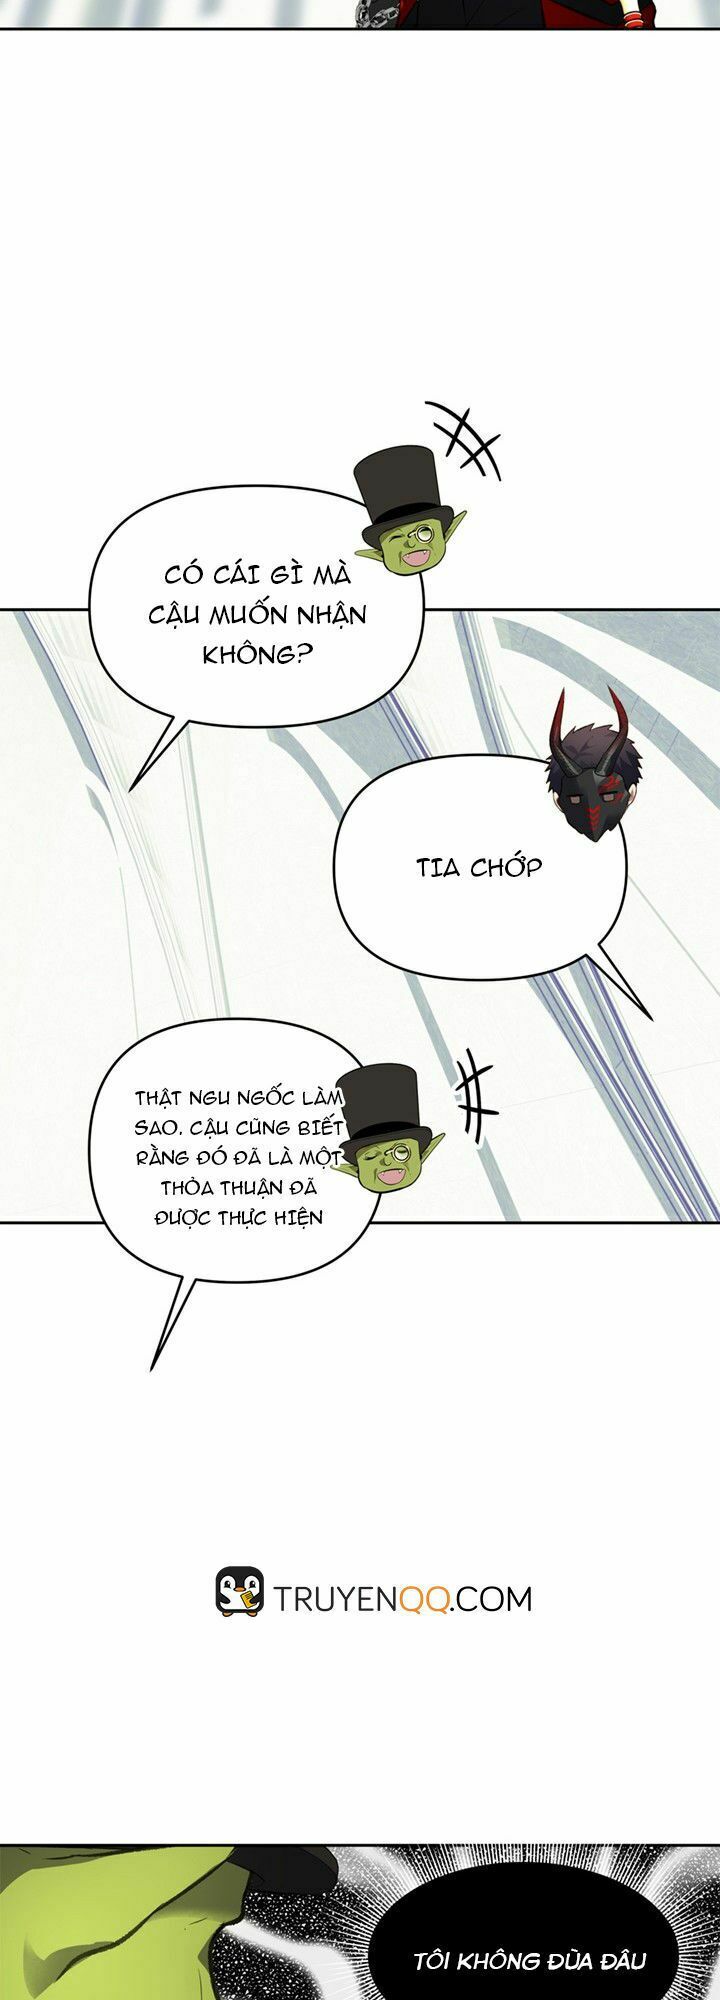 CÓ CÁI GÌ MÀ
CẬU MUỐN NHẬN
KHÔNG?
TIA CHỚP
THẬT NGU NGỐC LÀM
SAO. CẬU CŨNG BIẾT
RẰNG ĐÓ ĐÃ LÀ MỘT
THỎA THUẬN ĐÃ
ĐƯỢC THỰC HIỆN
TRUYENQQ.COM
TÔI KHÔNG ĐÙA ĐÂU